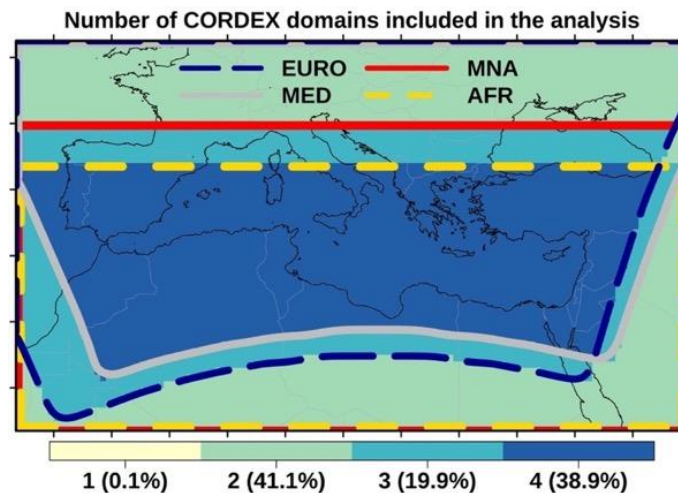 Number of CORDEX domains included in the analysis
EURO MNA
MED AFR
1 (0.1%) 2 (41.1%) 3 (19.9%) 4 (38.9%)